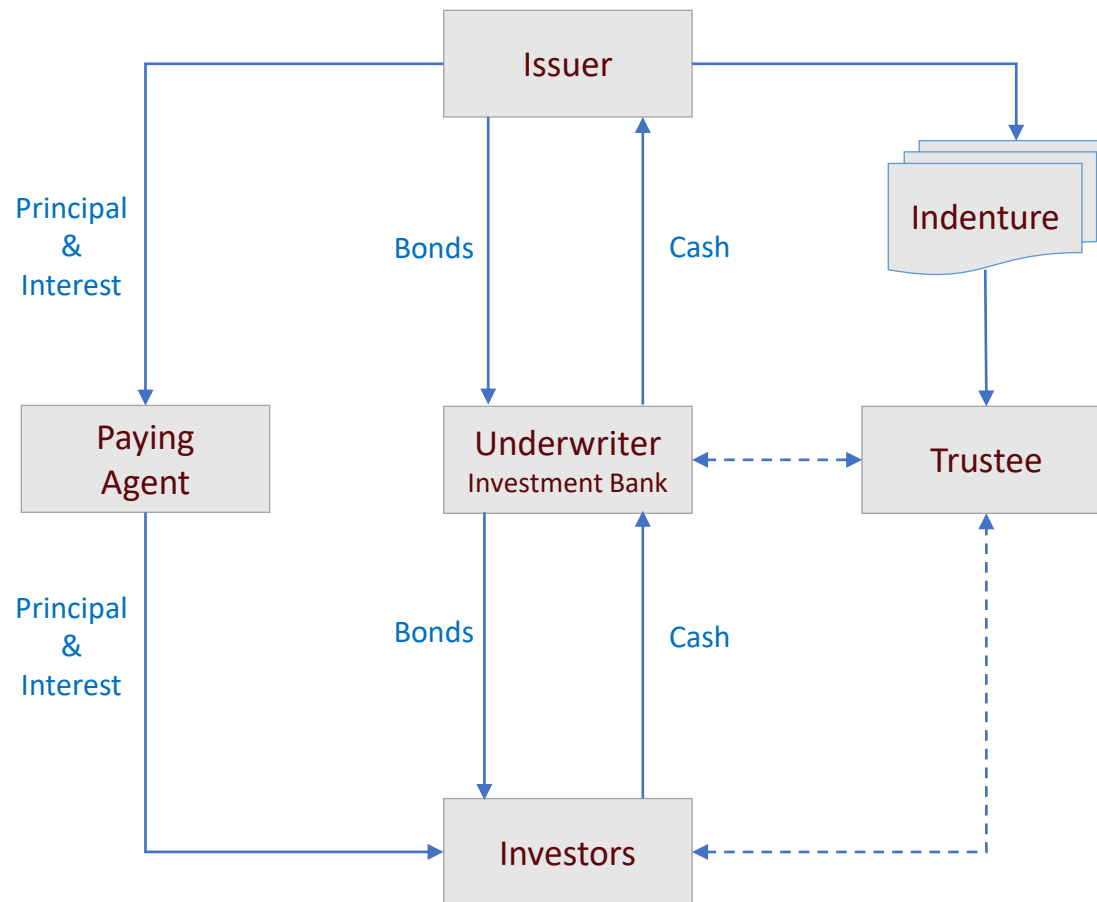 Issuer
Principal
&
Interest
Bonds
Cash
Indenture
Paying
Agent
Underwriter
Investment Bank
Trustee
Principal
&
Interest
Bonds
Cash
Investors